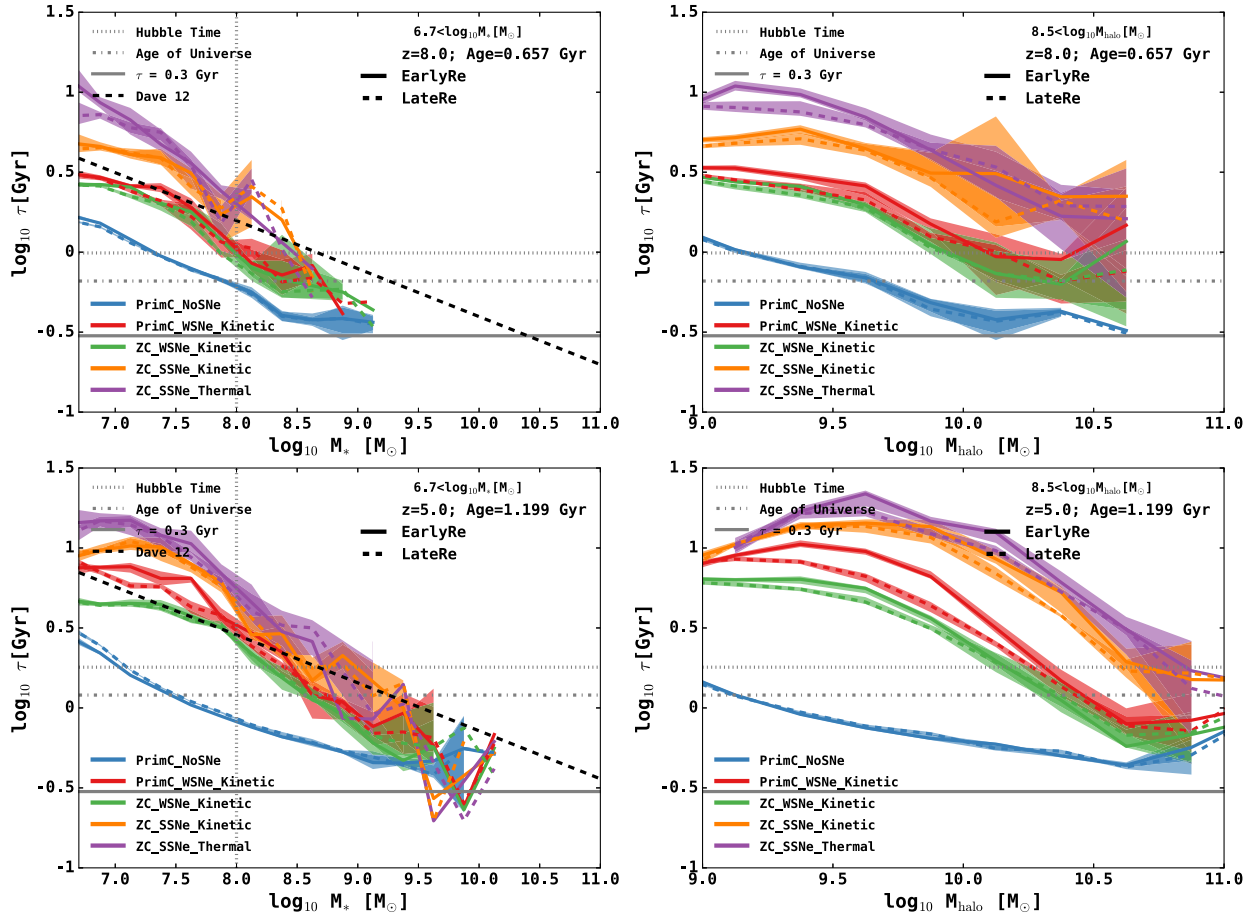 1.5
1
0.5
0
-0.5
-1
log₁₀ τ[Gyr]
Hubble Time
Age of Universe
τ = 0.3 Gyr
Dave 12
6.7<log₁₀M*[M⊙]
z=8.0; Age=0.657 Gyr
EarlyRe
LateRe
PrimC_NoSNe
PrimC_WSNe_Kinetic
ZC_WSNe_Kinetic
ZC_SSNe_Kinetic
ZC_SSNe_Thermal
7.0 7.5 8.0 8.5 9.0 9.5 10.0 10.5 11.0
log₁₀ M* [M⊙]
1.5
1
0.5
0
-0.5
-1
log₁₀ τ[Gyr]
Hubble Time
Age of Universe
τ = 0.3 Gyr
8.5<log₁₀M_halo[M⊙]
z=8.0; Age=0.657 Gyr
EarlyRe
LateRe
PrimC_NoSNe
PrimC_WSNe_Kinetic
ZC_WSNe_Kinetic
ZC_SSNe_Kinetic
ZC_SSNe_Thermal
9.0 9.5 10.0 10.5 11.0
log₁₀ M_halo [M⊙]
1.5
1
0.5
0
-0.5
-1
log₁₀ τ[Gyr]
Hubble Time
Age of Universe
τ = 0.3 Gyr
Dave 12
6.7<log₁₀M*[M⊙]
z=5.0; Age=1.199 Gyr
EarlyRe
LateRe
PrimC_NoSNe
PrimC_WSNe_Kinetic
ZC_WSNe_Kinetic
ZC_SSNe_Kinetic
ZC_SSNe_Thermal
7.0 7.5 8.0 8.5 9.0 9.5 10.0 10.5 11.0
log₁₀ M* [M⊙]
1.5
1
0.5
0
-0.5
-1
log₁₀ τ[Gyr]
Hubble Time
Age of Universe
τ = 0.3 Gyr
8.5<log₁₀M_halo[M⊙]
z=5.0; Age=1.199 Gyr
EarlyRe
LateRe
PrimC_NoSNe
PrimC_WSNe_Kinetic
ZC_WSNe_Kinetic
ZC_SSNe_Kinetic
ZC_SSNe_Thermal
9.0 9.5 10.0 10.5 11.0
log₁₀ M_halo [M⊙]